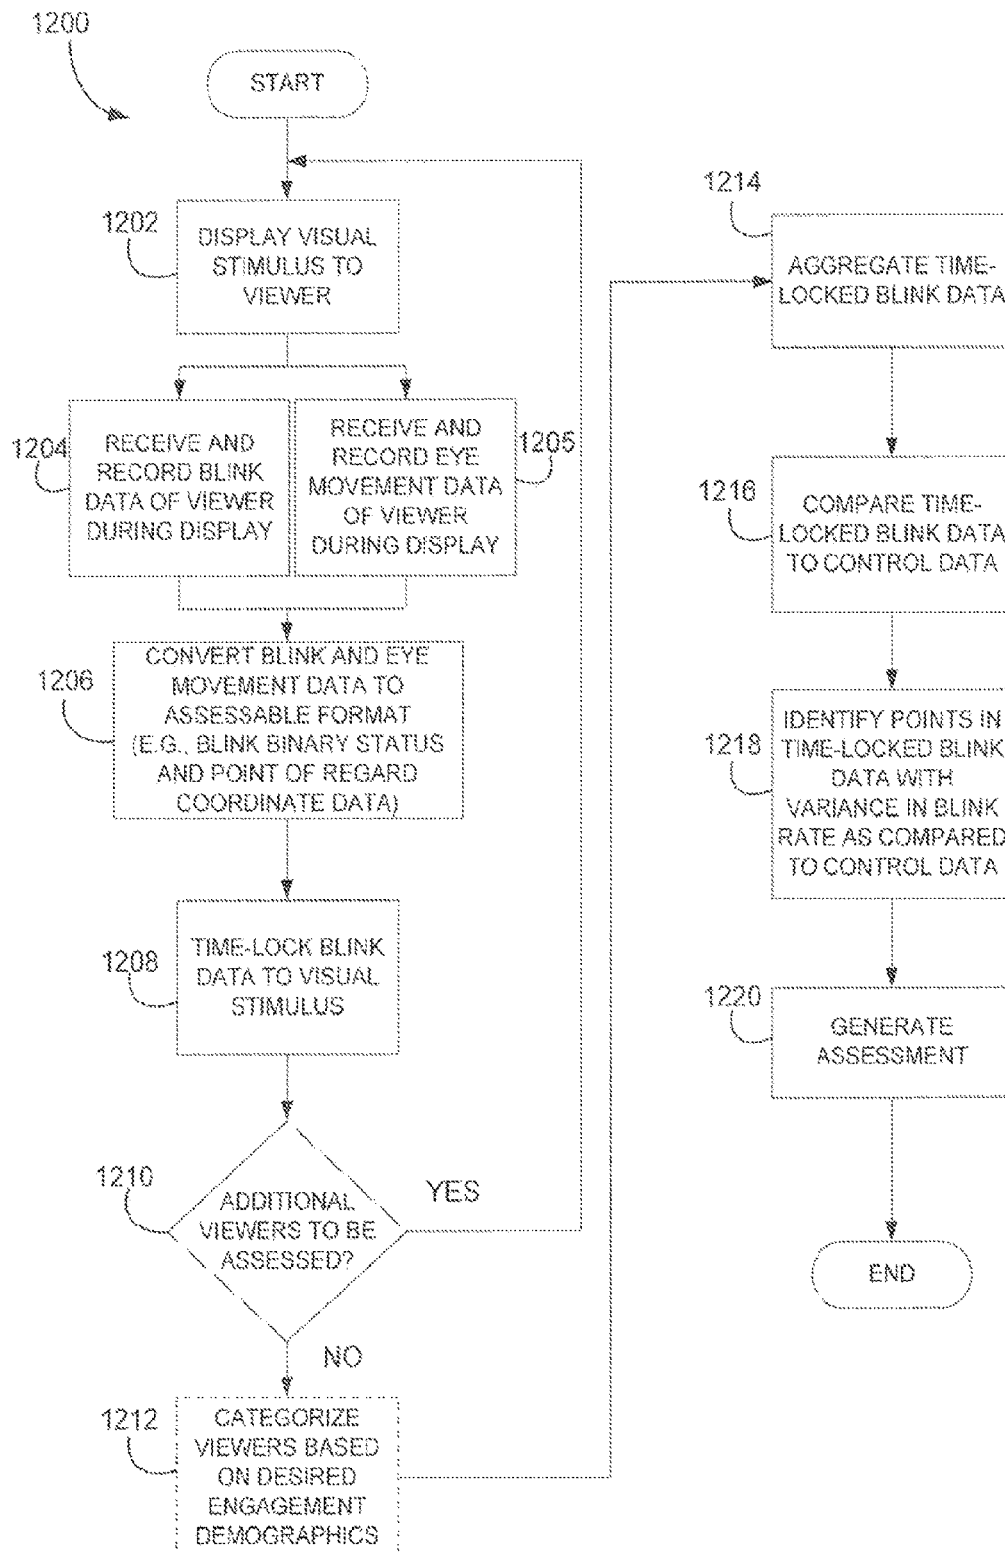 1200
START
1202
DISPLAY VISUAL
STIMULUS TO
VIEWER
1204
RECEIVE AND
RECORD BLINK
DATA OF VIEWER
DURING DISPLAY
RECEIVE AND
RECORD EYE
MOVEMENT DATA
OF VIEWER
DURING DISPLAY
1205
1206
CONVERT BLINK AND EYE
MOVEMENT DATA TO
ASSESSABLE FORMAT
(E.G., BLINK BINARY STATUS
AND POINT OF REGARD
COORDINATE DATA)
1208
TIME-LOCK BLINK
DATA TO VISUAL
STIMULUS
1210
ADDITIONAL
VIEWERS TO BE
ASSESSED?
YES
NO
1212
CATEGORIZE
VIEWERS BASED
ON DESIRED
ENGAGEMENT
DEMOGRAPHICS
1214
AGGREGATE TIME-
LOCKED BLINK DATA
1216
COMPARE TIME-
LOCKED BLINK DATA
TO CONTROL DATA
1218
IDENTIFY POINTS IN
TIME-LOCKED BLINK
DATA WITH
VARIANCE IN BLINK
RATE AS COMPARED
TO CONTROL DATA
1220
GENERATE
ASSESSMENT
END